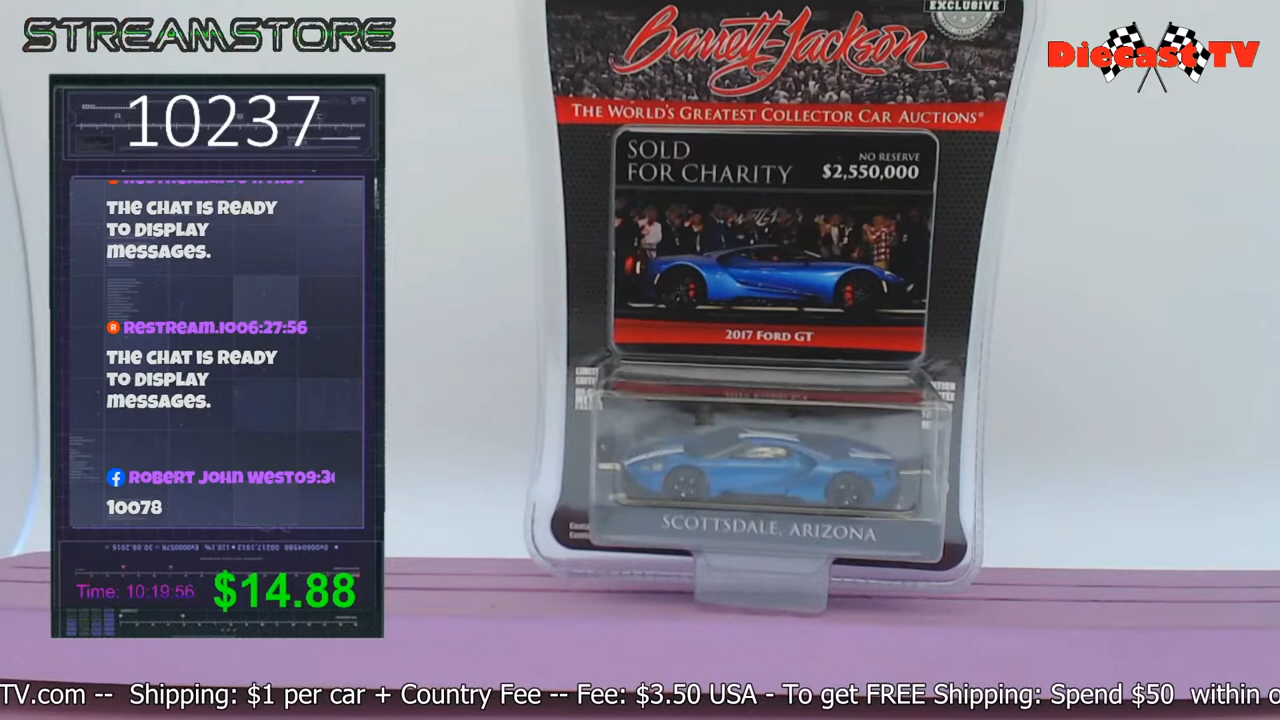 STREAMSTORE
10237
THE CHAT IS READY
TO DISPLAY
MESSAGES.
RESTREAM.IO06:27:56
THE CHAT IS READY
TO DISPLAY
MESSAGES.
ROBERT JOHN WEST09:3
10078
Time: 10:19:56
$14.88
EXCLUSIVE
Barrett-Jackson
THE WORLD'S GREATEST COLLECTOR CAR AUCTIONS®
SOLD
FOR CHARITY
NO RESERVE
$2,550,000
2017 FORD GT
SCOTTSDALE, ARIZONA
Diecast TV
TV.com -- Shipping: $1 per car + Country Fee -- Fee: $3.50 USA - To get FREE Shipping: Spend $50 within